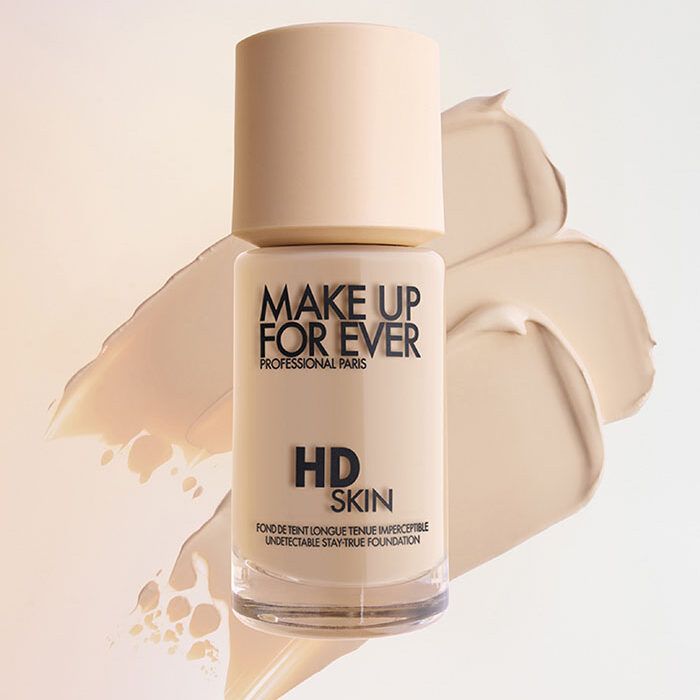 MAKE UP
FOR EVER
PROFESSIONAL PARIS
HD
SKIN
FOND DE TEINT LONGUE TENUE IMPERCEPTIBLE
UNDETECTABLE STAY-TRUE FOUNDATION